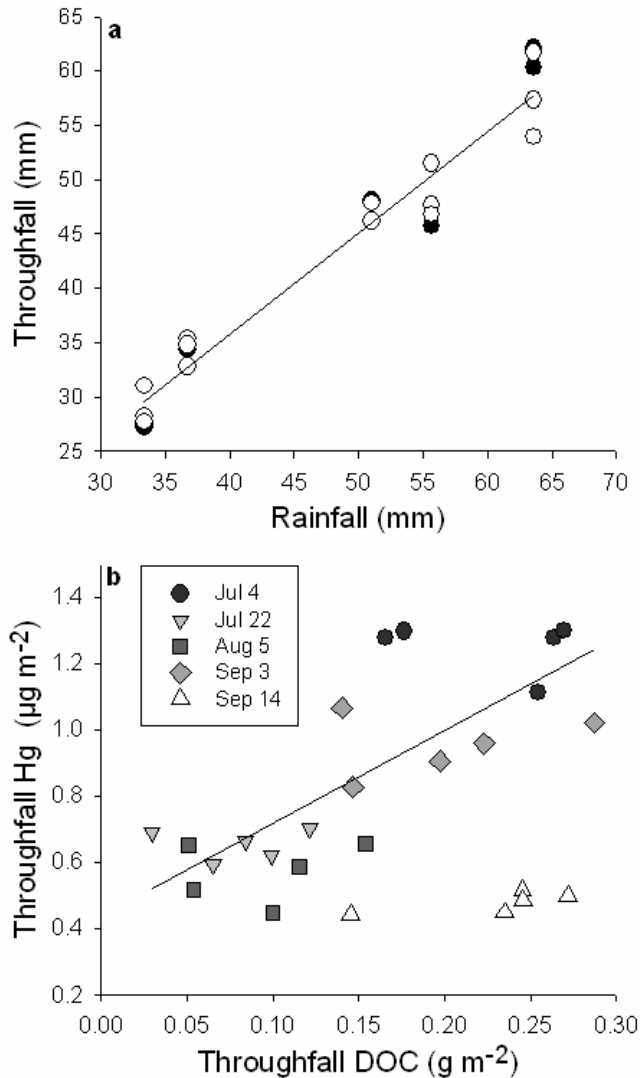 a
60
55
50
45
40
35
30
25
Throughfall (mm)
30 35 40 45 50 55 60 65 70
Rainfall (mm)
b
Jul 4
Jul 22
Aug 5
Sep 3
Sep 14
1.4
1.2
1.0
0.8
0.6
0.4
0.2
Throughfall Hg (µg m⁻²)
0.00 0.05 0.10 0.15 0.20 0.25 0.30
Throughfall DOC (g m⁻²)